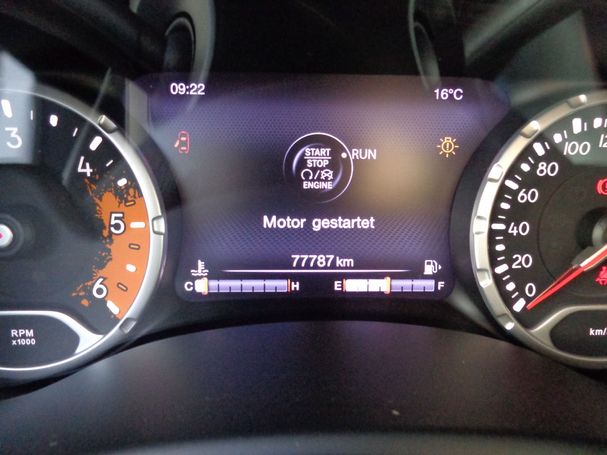 09:22 16°C
START
STOP
ENGINE
RUN
Motor gestartet
77787 km
C H E F
3
4
5
6
RPM
x1000
100
80
60
40
20
0
km/